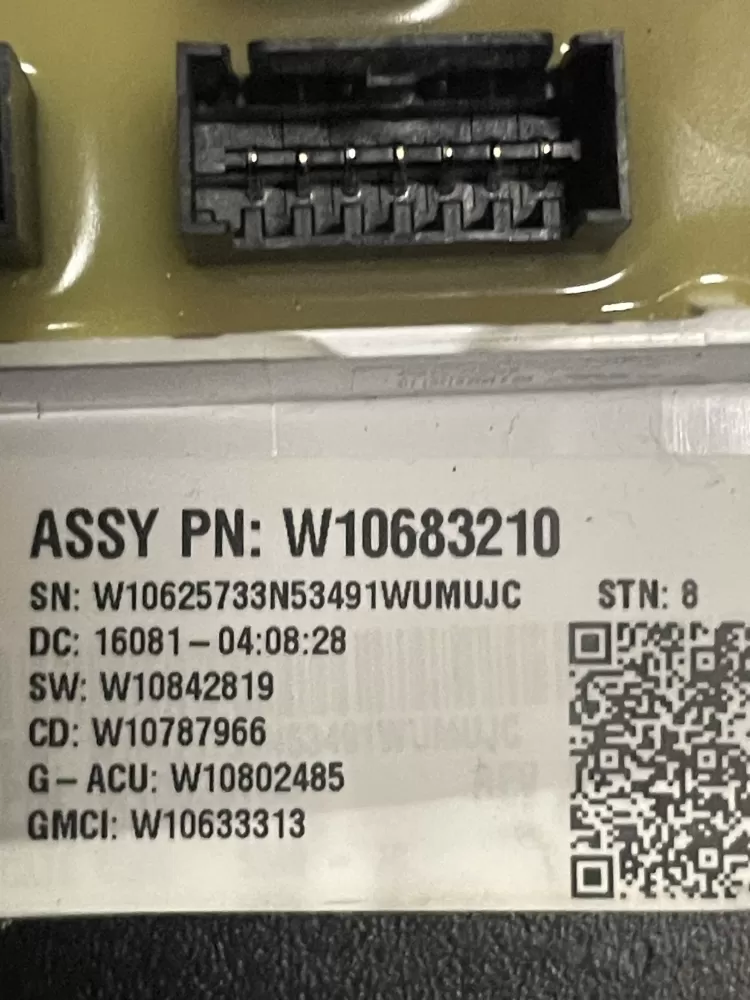 ASSY PN: W10683210
SN: W10625733N53491WUMUJC STN: 8
DC: 16081-04:08:28
SW: W10842819
CD: W10787966
G-ACU: W10802485
GMCI: W10633313